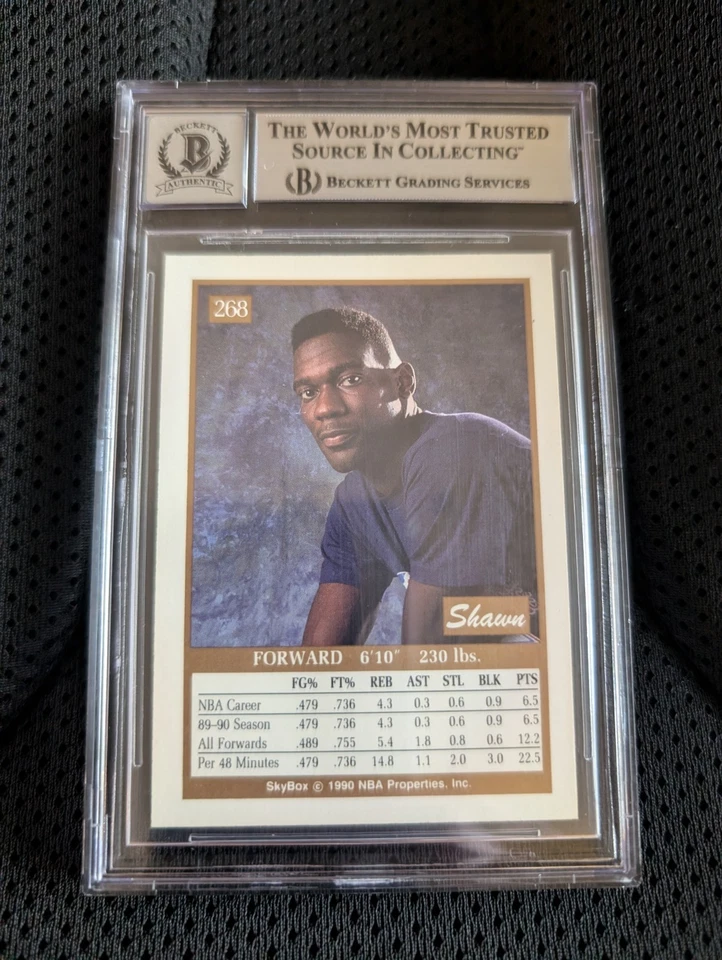 BECKETT
B
AUTHENTIC
THE WORLD'S MOST TRUSTED
SOURCE IN COLLECTING™
B BECKETT GRADING SERVICES
268
Shawn
FORWARD 6'10" 230 lbs.
FG% FT% REB AST STL BLK PTS
NBA Career .479 .736 4.3 0.3 0.6 0.9 6.5
89-90 Season .479 .736 4.3 0.3 0.6 0.9 6.5
All Forwards .489 .755 5.4 1.8 0.8 0.6 12.2
Per 48 Minutes .479 .736 14.8 1.1 2.0 3.0 22.5
SkyBox © 1990 NBA Properties, Inc.